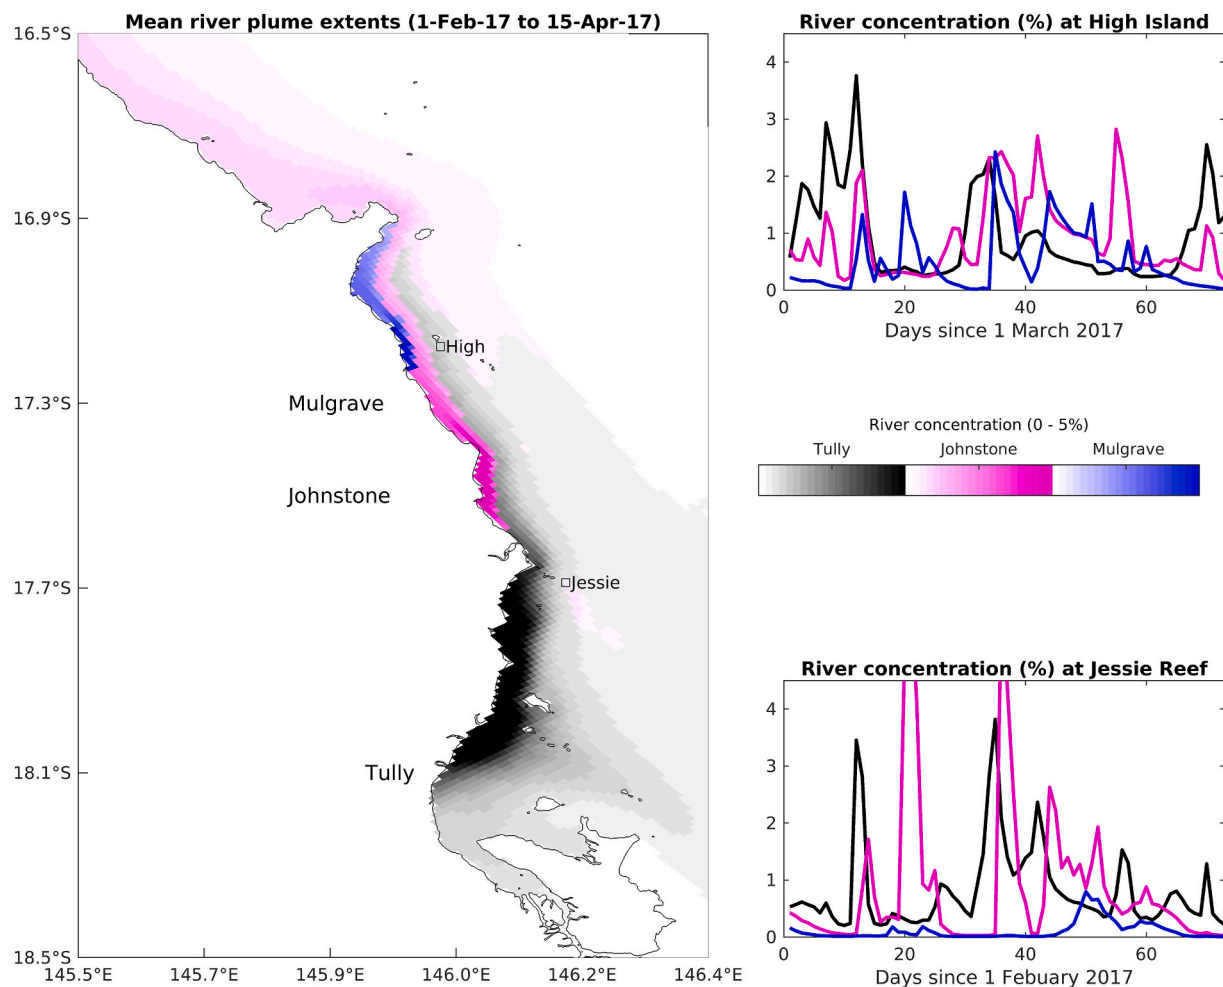 Mean river plume extents (1-Feb-17 to 15-Apr-17)
16.5°S
16.9°S
17.3°S
17.7°S
18.1°S
18.5°S
145.5°E
145.7°E
145.9°E
146.0°E
146.2°E
146.4°E
High
Mulgrave
Johnstone
Jessie
Tully
River concentration (%) at High Island
4
3
2
1
0
0
20
40
60
Days since 1 March 2017
River concentration (0 - 5%)
Tully
Johnstone
Mulgrave
River concentration (%) at Jessie Reef
4
3
2
1
0
0
20
40
60
Days since 1 Febuary 2017